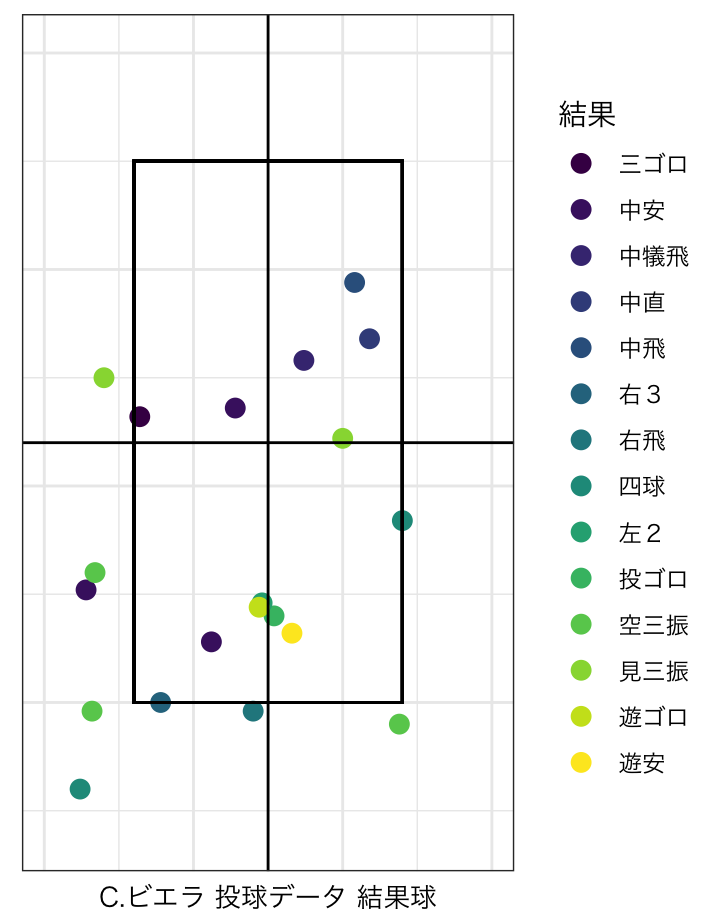 結果
三ゴロ
中安
中犠飛
中直
中飛
右３
右飛
四球
左２
投ゴロ
空三振
見三振
遊ゴロ
遊安
C.ビエラ 投球データ 結果球